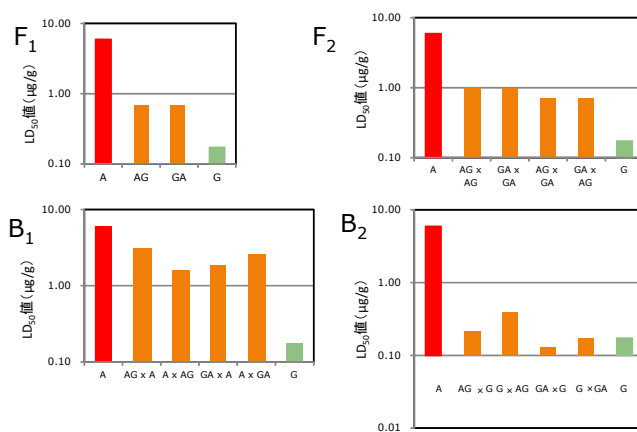 F1
LD50値(µg/g)
10.00
1.00
0.10
A AG GA G
F2
LD50値(µg/g)
10.00
1.00
0.10
A AG x GA x AG x GA x G
AG GA GA AG
B1
LD50値(µg/g)
10.00
1.00
0.10
A AG x A A x AG GA x A A x GA G
B2
LD50値(µg/g)
10.00
1.00
0.10
0.01
A AG ×G G × AG GA ×G G ×GA G